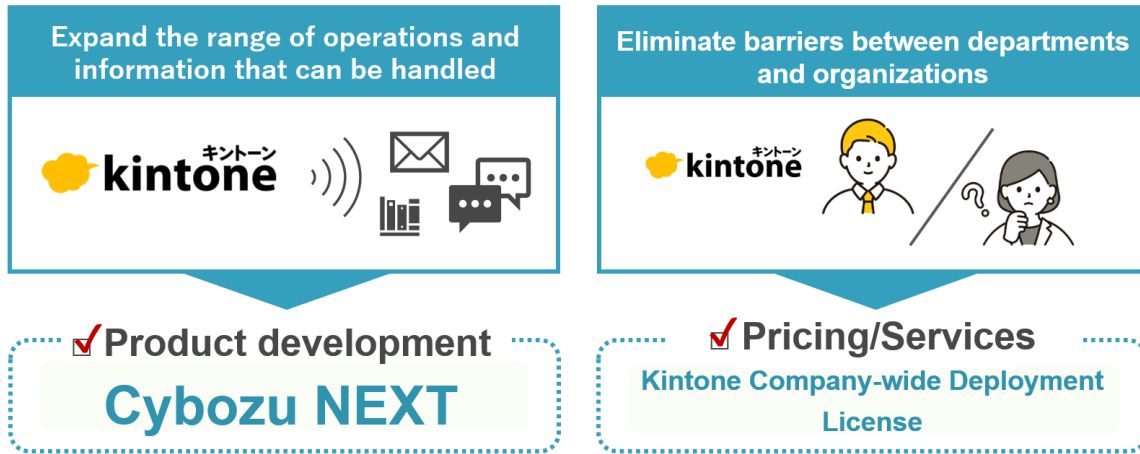 Expand the range of operations and
information that can be handled
キントーン
kintone
Product development
Cybozu NEXT
Eliminate barriers between departments
and organizations
キントーン
kintone
?
Pricing/Services
Kintone Company-wide Deployment
License